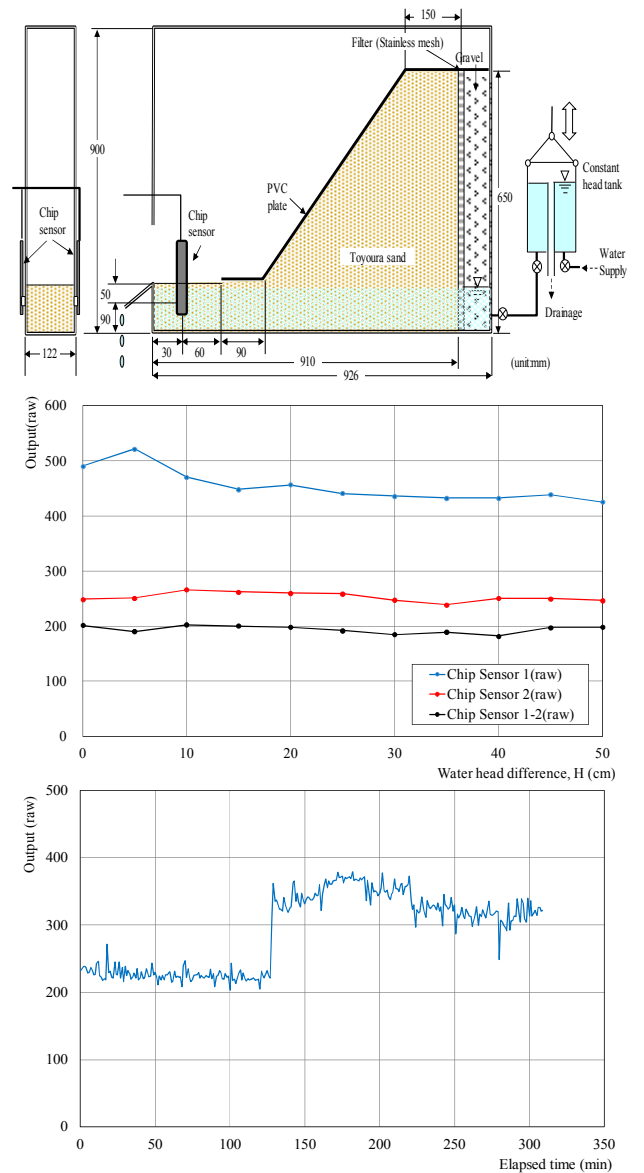 150
Filter (Stainless mesh)
Gravel
900
PVC
plate
Chip
sensor
Chip
sensor
Toyoura sand
650
Constant
head tank
Water
Supply
Drainage
50
90
122
30
60
90
910
926
(unit:mm)
Output(raw)
600
500
400
300
200
100
0
Chip Sensor 1(raw)
Chip Sensor 2(raw)
Chip Sensor 1-2(raw)
0
10
20
30
40
50
Water head difference, H (cm)
Output (raw)
500
400
300
200
100
0
0
50
100
150
200
250
300
350
Elapsed time (min)